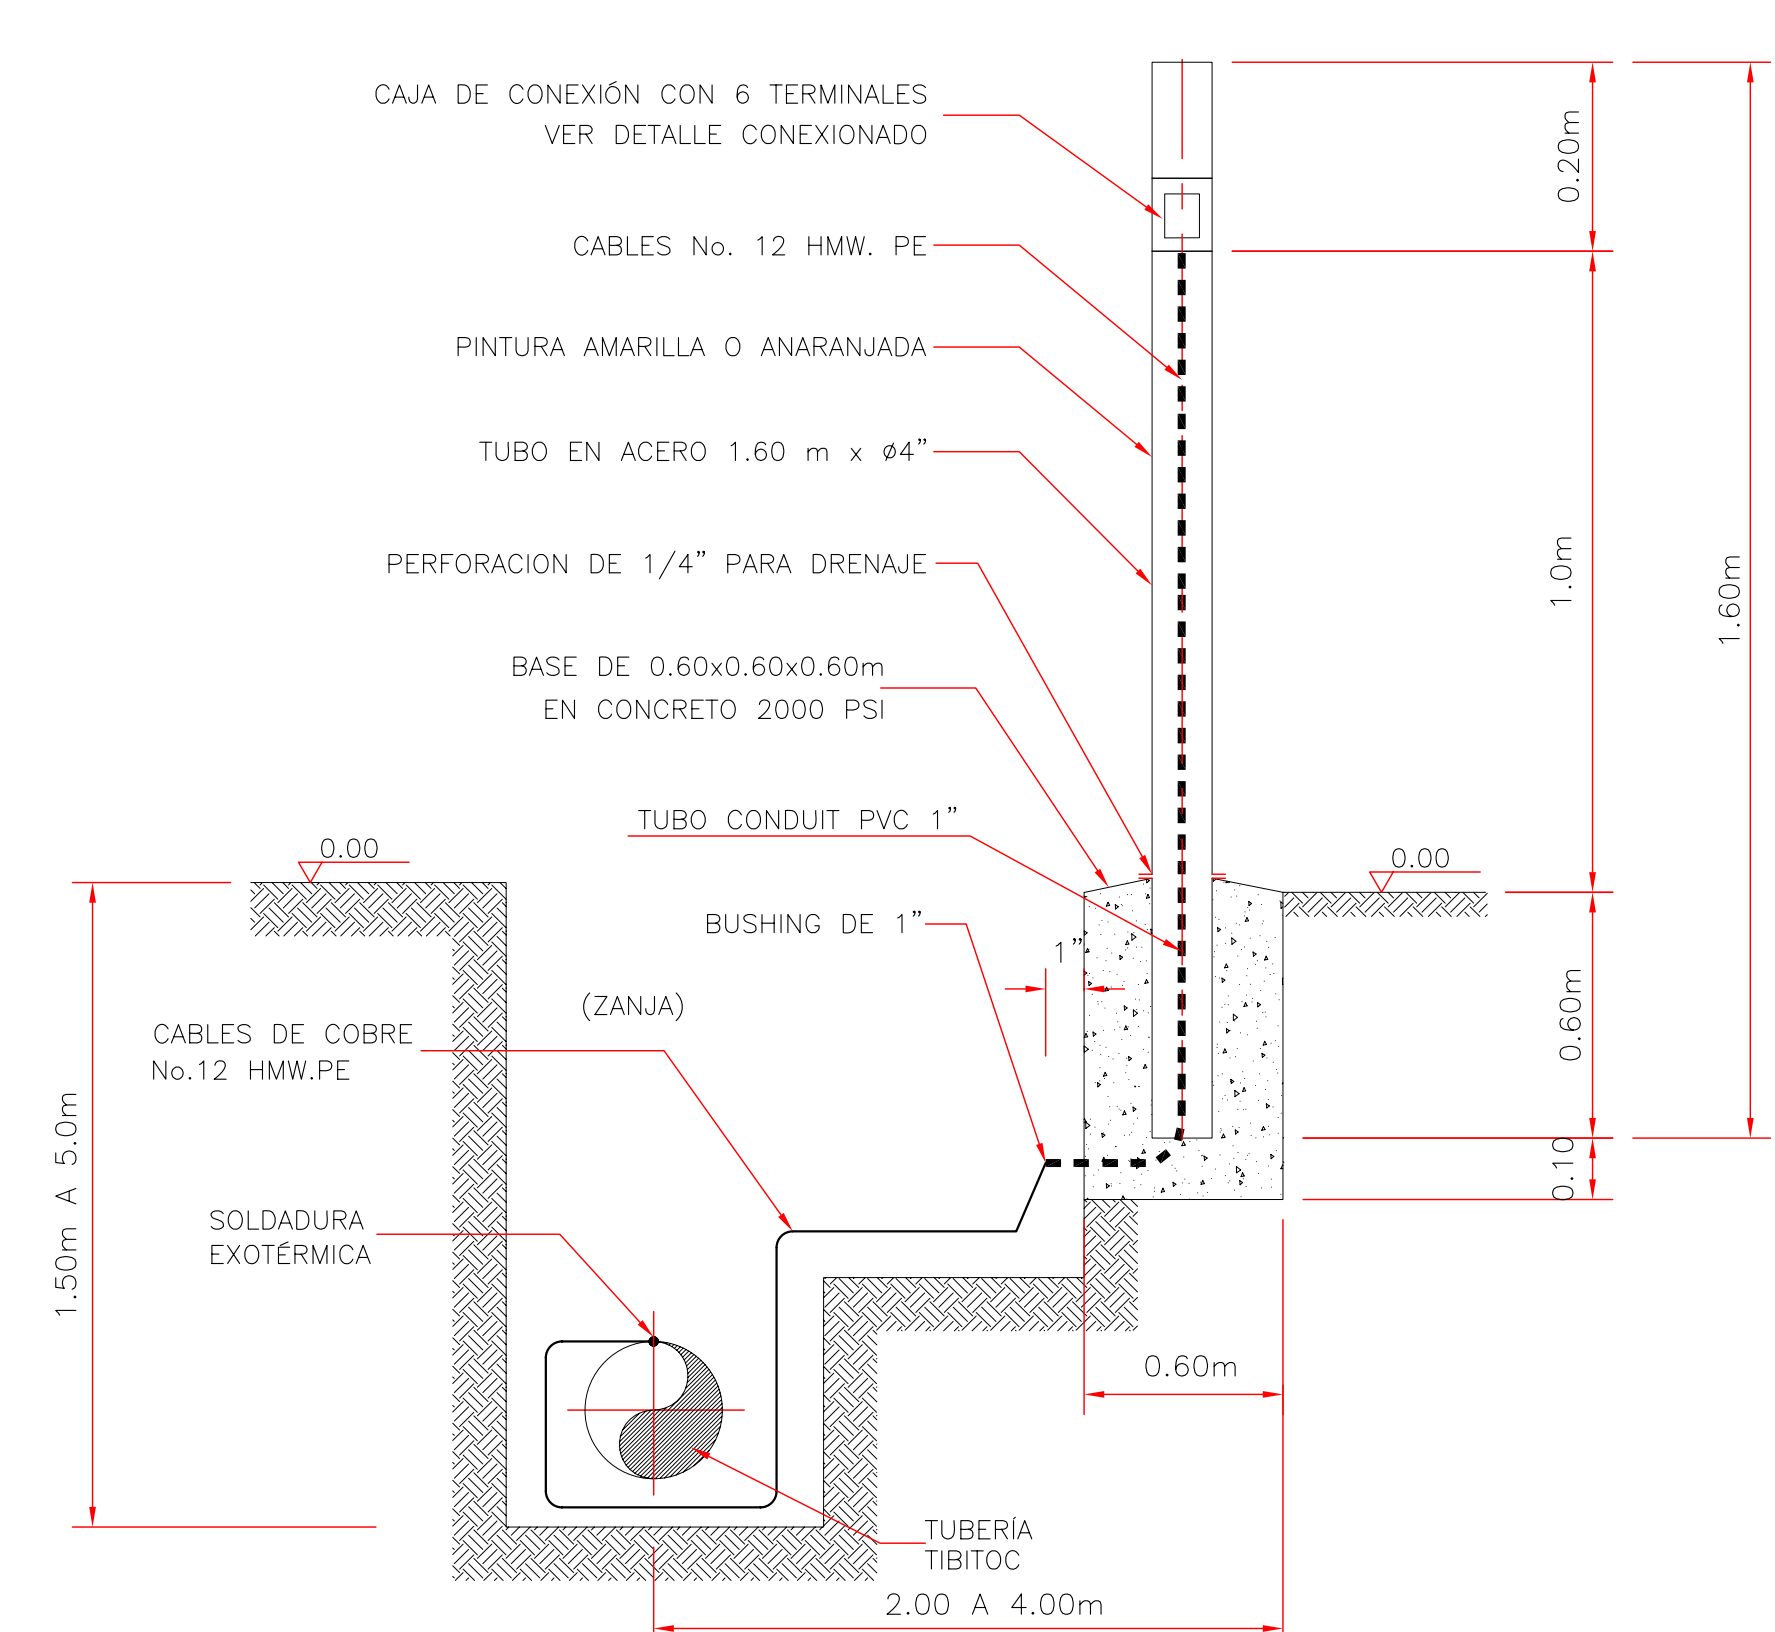 CAJA DE CONEXIÓN CON 6 TERMINALES
VER DETALLE CONEXIONADO
0.20m
CABLES No. 12 HMW. PE
PINTURA AMARILLA O ANARANJADA
TUBO EN ACERO 1.60 m x ø4”
PERFORACION DE 1/4” PARA DRENAJE
1.0m
1.60m
BASE DE 0.60x0.60x0.60m
EN CONCRETO 2000 PSI
TUBO CONDUIT PVC 1”
0.00
0.00
BUSHING DE 1”
1”
(ZANJA)
0.60m
CABLES DE COBRE
No.12 HMW.PE
1.50m A 5.0m
0.10
SOLDADURA
EXOTÉRMICA
0.60m
TUBERÍA
TIBITOC
2.00 A 4.00m